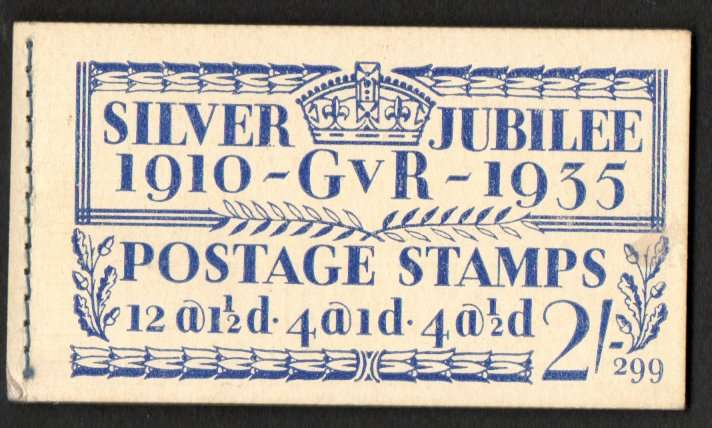 SILVER JUBILEE
1910 - GvR - 1935
POSTAGE STAMPS
12 @ 1½d · 4 @ 1d · 4 @ ½d 2/-
299